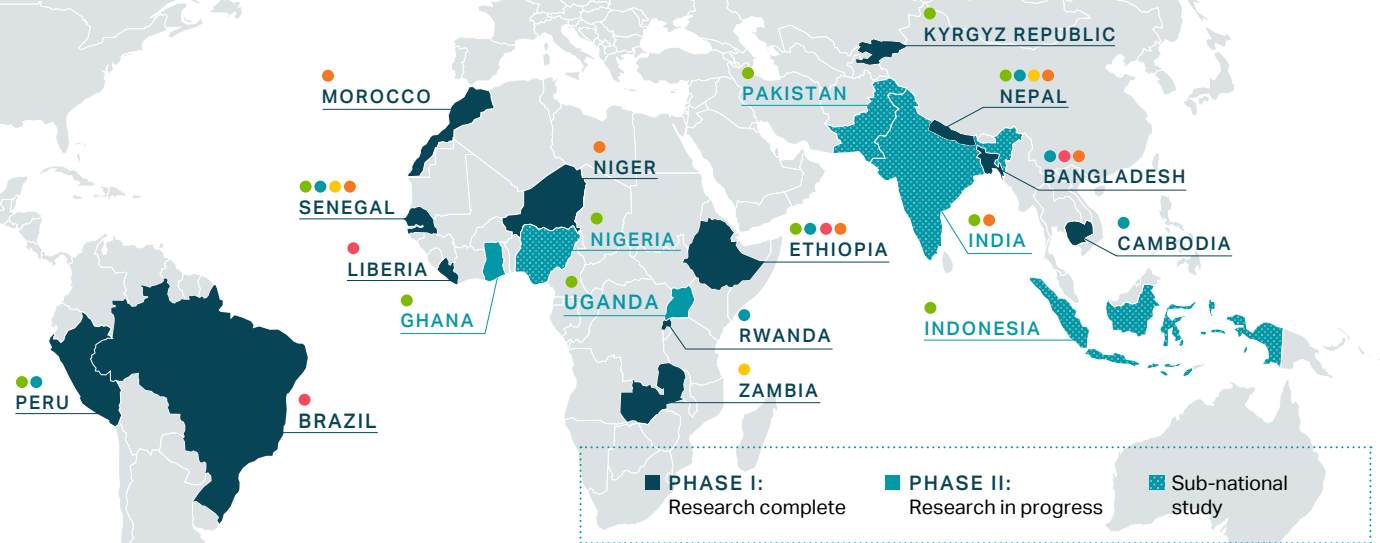 KYRGYZ REPUBLIC
PAKISTAN
NEPAL
MOROCCO
NIGER
BANGLADESH
SENEGAL
NIGERIA
ETHIOPIA
INDIA
CAMBODIA
LIBERIA
UGANDA
GHANA
RWANDA
INDONESIA
ZAMBIA
PERU
BRAZIL
PHASE I:
Research complete
PHASE II:
Research in progress
Sub-national
study